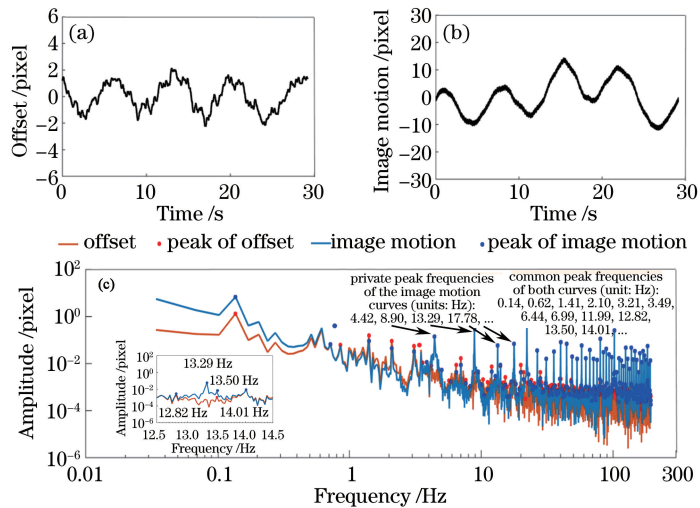 (a)
6
4
2
0
-2
-4
-6
Offset /pixel
0
10
20
30
Time /s
(b)
30
20
10
0
-10
-20
-30
Image motion /pixel
0
10
20
30
Time /s
offset
peak of offset
image motion
peak of image motion
(c)
10²
10⁰
10⁻²
10⁻⁴
10⁻⁶
Amplitude /pixel
private peak frequencies
of the image motion
curves (units: Hz):
4.42, 8.90, 13.29, 17.78, ...
common peak frequencies
of both curves (unit: Hz):
0.14, 0.62, 1.41, 2.10, 3.21, 3.49,
6.44, 6.99, 11.99, 12.82,
13.50, 14.01 ...
10²
10⁰
10⁻²
10⁻⁴
Amplitude /pixel
13.29 Hz
13.50 Hz
12.82 Hz
14.01 Hz
12.5
13.0
13.5
14.0
14.5
Frequency /Hz
0.01
0.1
1
10
100
300
Frequency /Hz